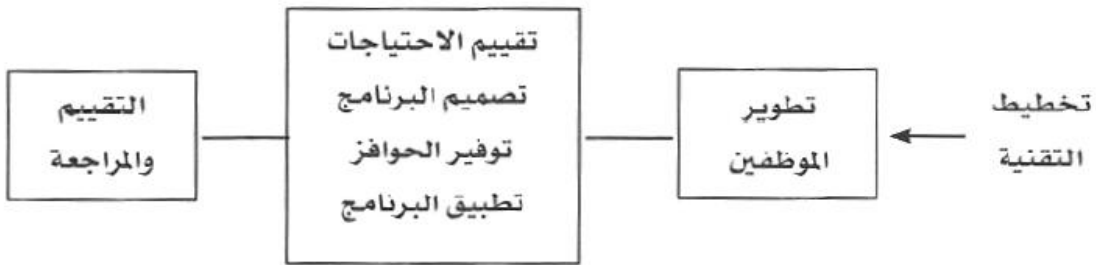 تخطيط
التقنية
تطوير
الموظفين
تقييم الاحتياجات
تصميم البرنامج
توفير الحوافز
تطبيق البرنامج
التقييم
والمراجعة